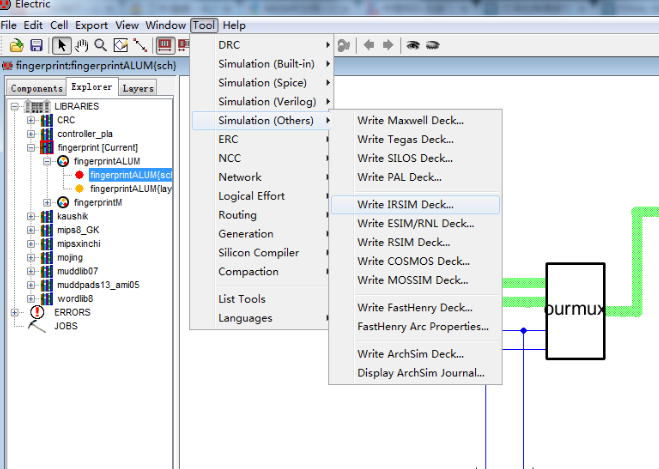 Electric
File Edit Cell Export View Window Tool Help
fingerprint:fingerprintALUM{sch}
Components Explorer Layers
LIBRARIES
CRC
controller_pla
fingerprint [Current]
fingerprintALUM
fingerprintALUM{scl
fingerprintALUM{lay
fingerprintM
kaushik
mips8_GK
mipsxinchi
mojing
muddlib07
muddpads13_ami05
wordlib8
ERRORS
JOBS
DRC
Simulation (Built-in)
Simulation (Spice)
Simulation (Verilog)
Simulation (Others)
ERC
NCC
Network
Logical Effort
Routing
Generation
Silicon Compiler
Compaction
List Tools
Languages
Write Maxwell Deck...
Write Tegas Deck...
Write SILOS Deck...
Write PAL Deck...
Write IRSIM Deck...
Write ESIM/RNL Deck...
Write RSIM Deck...
Write COSMOS Deck...
Write MOSSIM Deck...
Write FastHenry Deck...
FastHenry Arc Properties...
Write ArchSim Deck...
Display ArchSim Journal...
ourmux